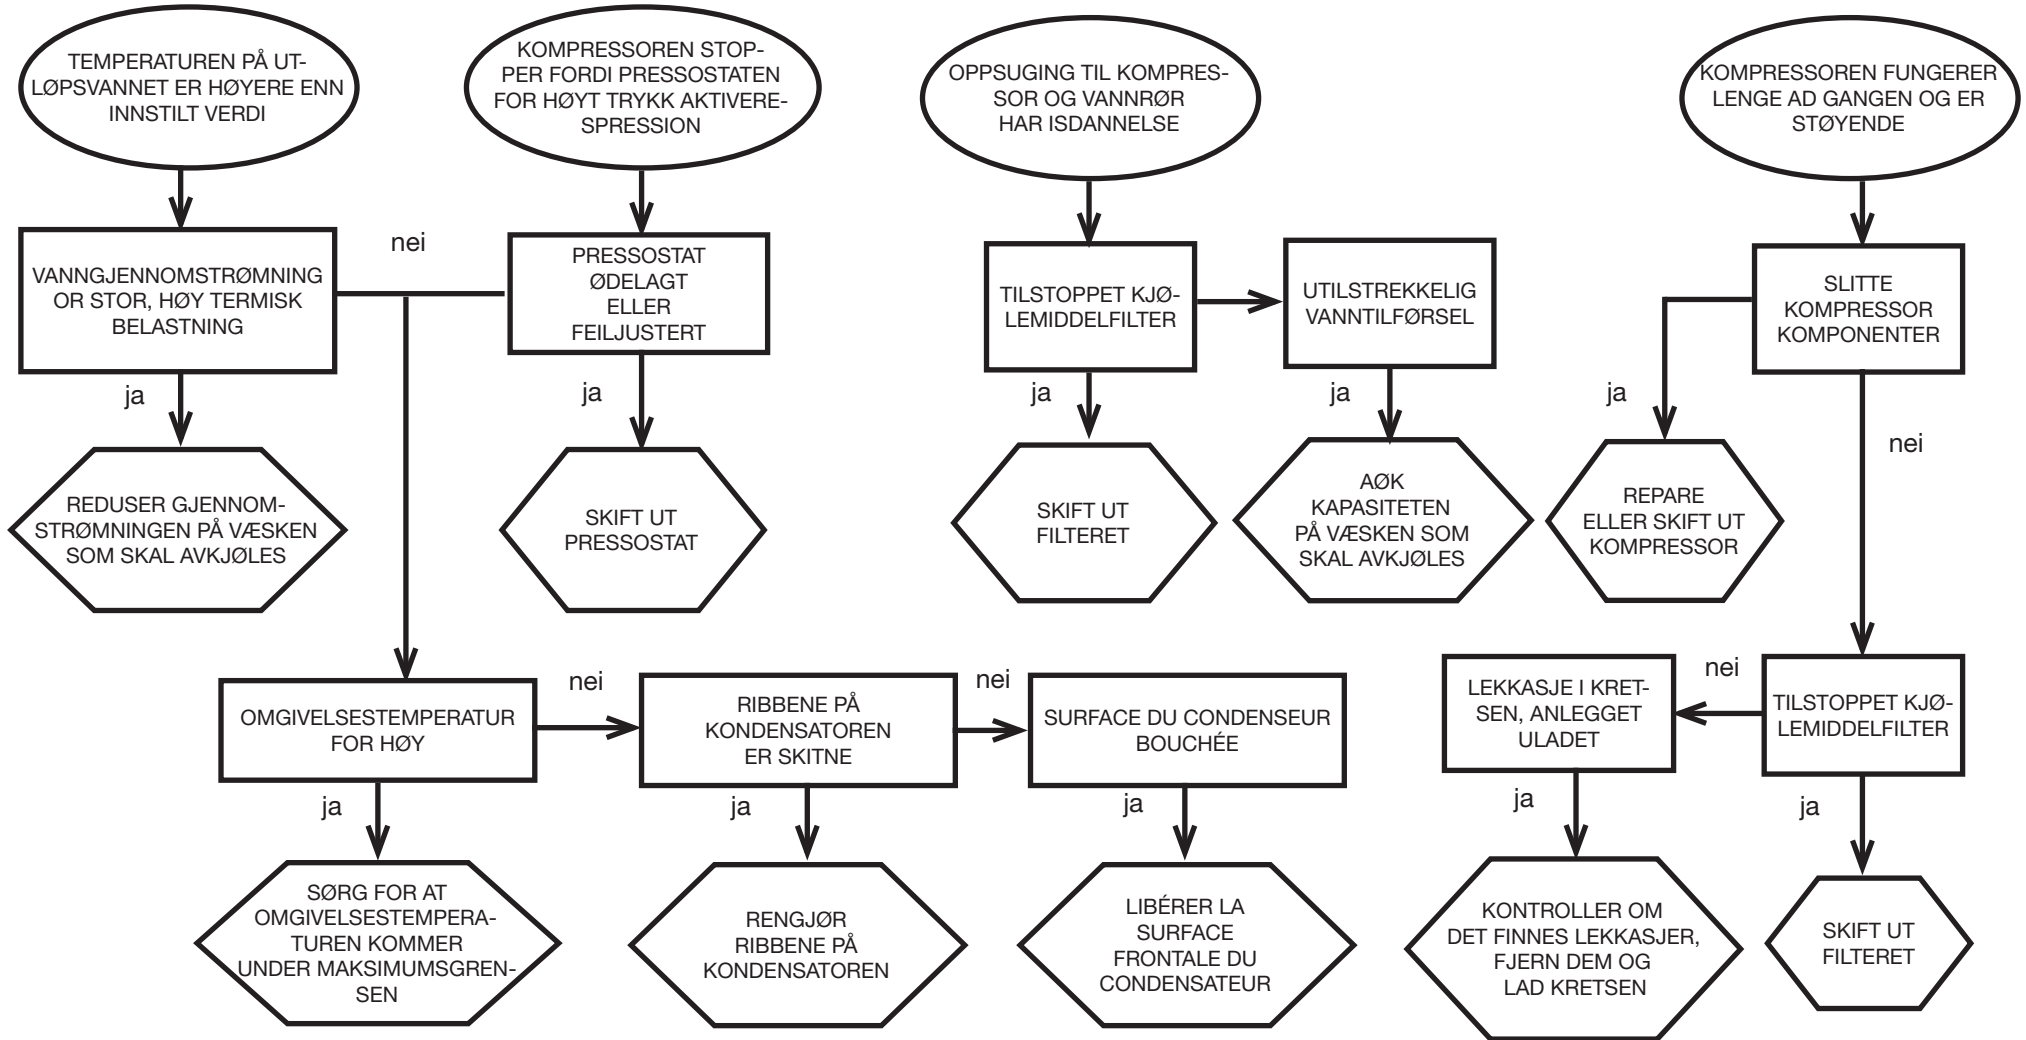 TEMPERATUREN PÅ UT-
LØPSVANNET ER HØYERE ENN
INNSTILT VERDI
KOMPRESSOREN STOP-
PER FORDI PRESSOSTATEN
FOR HØYT TRYKK AKTIVERE-
SPRESSION
OPPSUGING TIL KOMPRES-
SOR OG VANNRØR
HAR ISDANNELSE
KOMPRESSOREN FUNGERER
LENGE AD GANGEN OG ER
STØYENDE
VANNGJENNOMSTRØMNING
OR STOR, HØY TERMISK
BELASTNING
nei
PRESSOSTAT
ØDELAGT
ELLER
FEILJUSTERT
TILSTOPPET KJØ-
LEMIDDELFILTER
UTILSTREKKELIG
VANNTILFØRSEL
SLITTE
KOMPRESSOR
KOMPONENTER
ja
ja
ja
ja
ja
nei
REDUSER GJENNOM-
STRØMNINGEN PÅ VÆSKEN
SOM SKAL AVKJØLES
SKIFT UT
PRESSOSTAT
SKIFT UT
FILTERET
AØK
KAPASITETEN
PÅ VÆSKEN SOM
SKAL AVKJØLES
REPARE
ELLER SKIFT UT
KOMPRESSOR
OMGIVELSESTEMPERATUR
FOR HØY
nei
RIBBENE PÅ
KONDENSATOREN
ER SKITNE
nei
SURFACE DU CONDENSEUR
BOUCHÉE
LEKKASJE I KRET-
SEN, ANLEGGET
ULADET
nei
TILSTOPPET KJØ-
LEMIDDELFILTER
ja
ja
ja
ja
ja
SØRG FOR AT
OMGIVELSESTEMPERA-
TUREN KOMMER
UNDER MAKSIMUMSGREN-
SEN
RENGJØR
RIBBENE PÅ
KONDENSATOREN
LIBÉRER LA
SURFACE
FRONTALE DU
CONDENSATEUR
KONTROLLER OM
DET FINNES LEKKASJER,
FJERN DEM OG
LAD KRETSEN
SKIFT UT
FILTERET